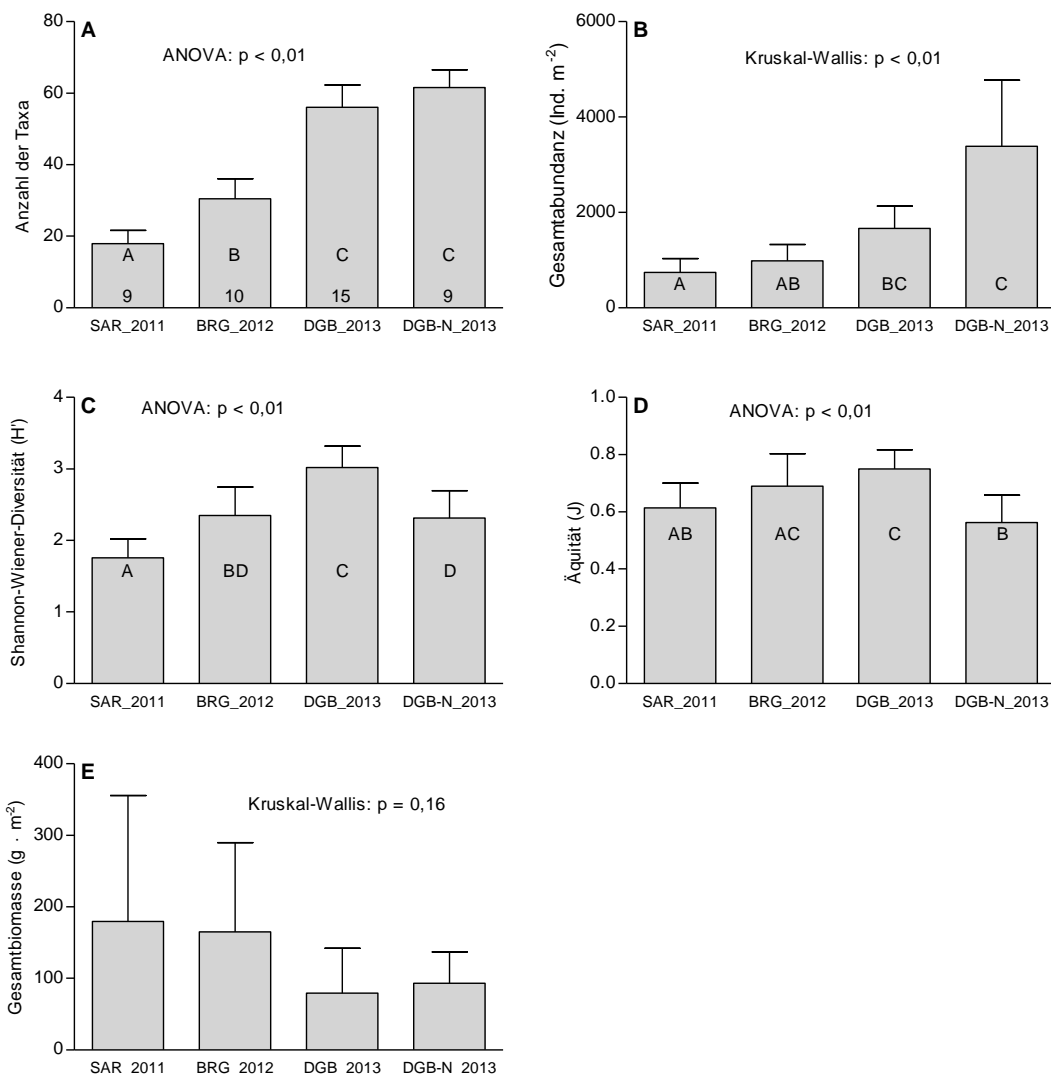 A
ANOVA: p < 0,01
Anzahl der Taxa
80
60
40
20
0
A B C C
9 10 15 9
SAR_2011 BRG_2012 DGB_2013 DGB-N_2013
B
Kruskal-Wallis: p < 0,01
Gesamtabundanz (Ind. m⁻²)
6000
4000
2000
0
A AB BC C
SAR_2011 BRG_2012 DGB_2013 DGB-N_2013
C
ANOVA: p < 0,01
Shannon-Wiener-Diversität (H')
4
3
2
1
0
A BD C D
SAR_2011 BRG_2012 DGB_2013 DGB-N_2013
D
ANOVA: p < 0,01
Äquität (J)
1.0
0.8
0.6
0.4
0.2
0.0
AB AC C B
SAR_2011 BRG_2012 DGB_2013 DGB-N_2013
E
Kruskal-Wallis: p = 0,16
Gesamtbiomasse (g · m⁻²)
400
300
200
100
0
SAR_2011 BRG_2012 DGB_2013 DGB-N_2013